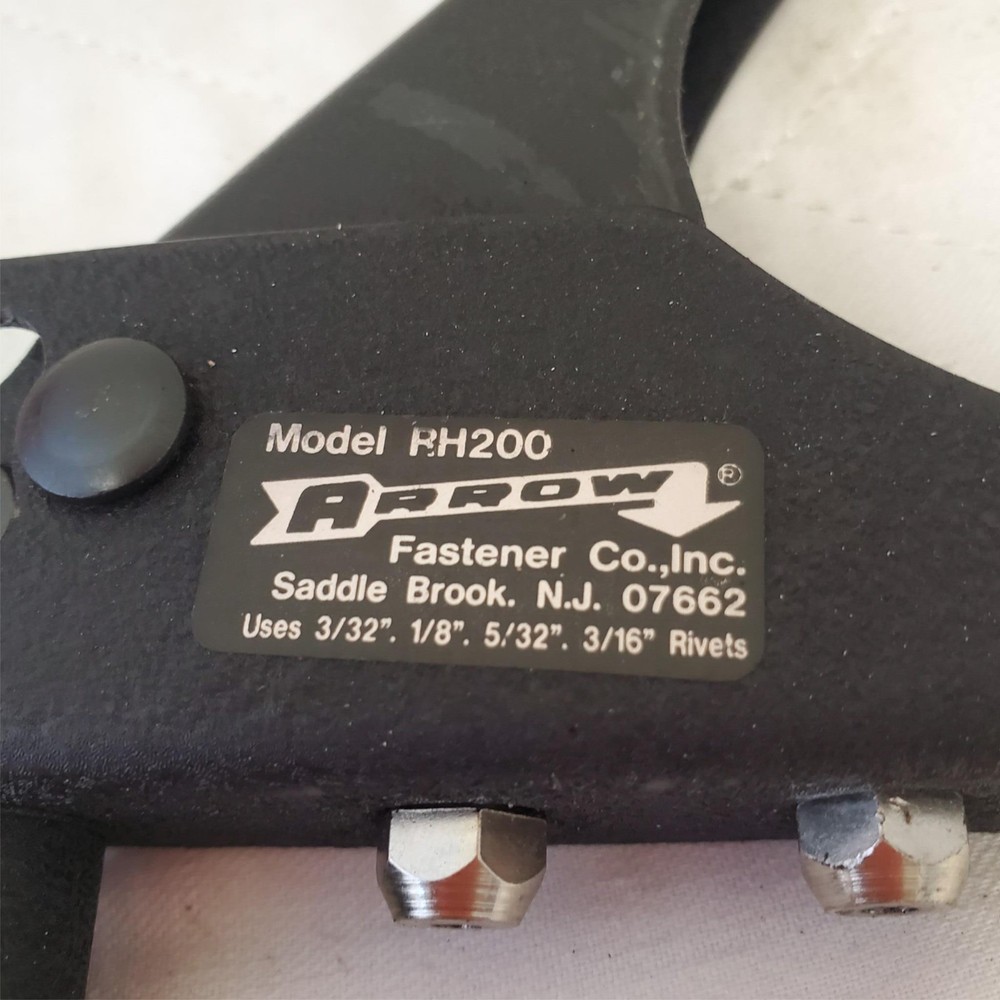 Model RH200
ARROW ®
Fastener Co.,Inc.
Saddle Brook. N.J. 07662
Uses 3/32”. 1/8”. 5/32”. 3/16” Rivets